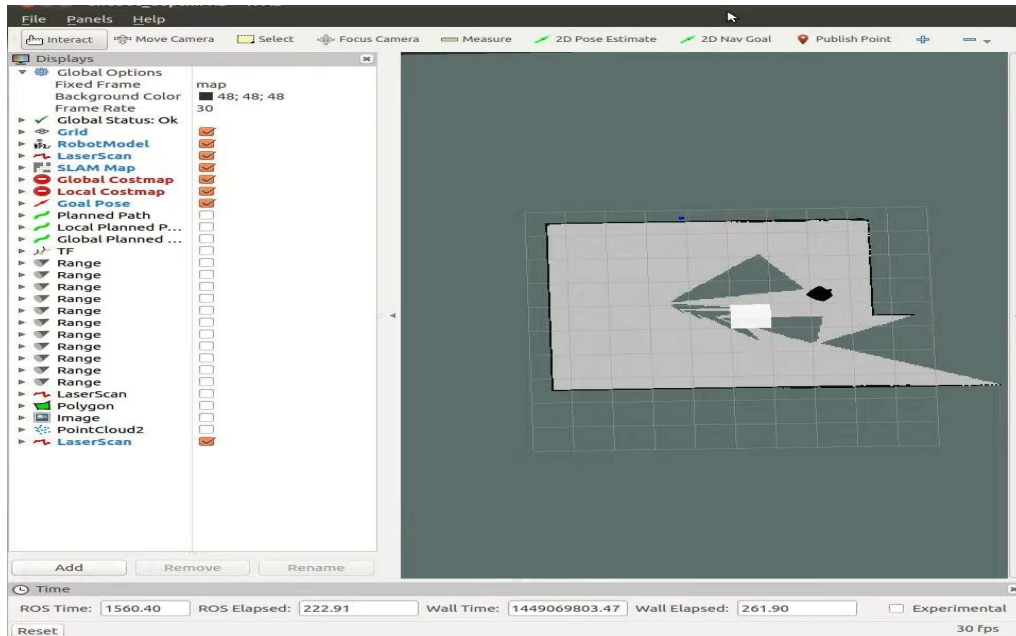 File Panels Help
Interact Move Camera Select Focus Camera Measure 2D Pose Estimate 2D Nav Goal Publish Point
Displays
Global Options
Fixed Frame map
Background Color 48; 48; 48
Frame Rate 30
Global Status: Ok
Grid
RobotModel
LaserScan
SLAM Map
Global Costmap
Local Costmap
Goal Pose
Planned Path
Local Planned P...
Global Planned ...
TF
Range
Range
Range
Range
Range
Range
Range
Range
Range
Range
Range
LaserScan
Polygon
Image
PointCloud2
LaserScan
Add Remove Rename
Time
ROS Time: 1560.40 ROS Elapsed: 222.91 Wall Time: 1449069803.47 Wall Elapsed: 261.90 Experimental
Reset 30 fps